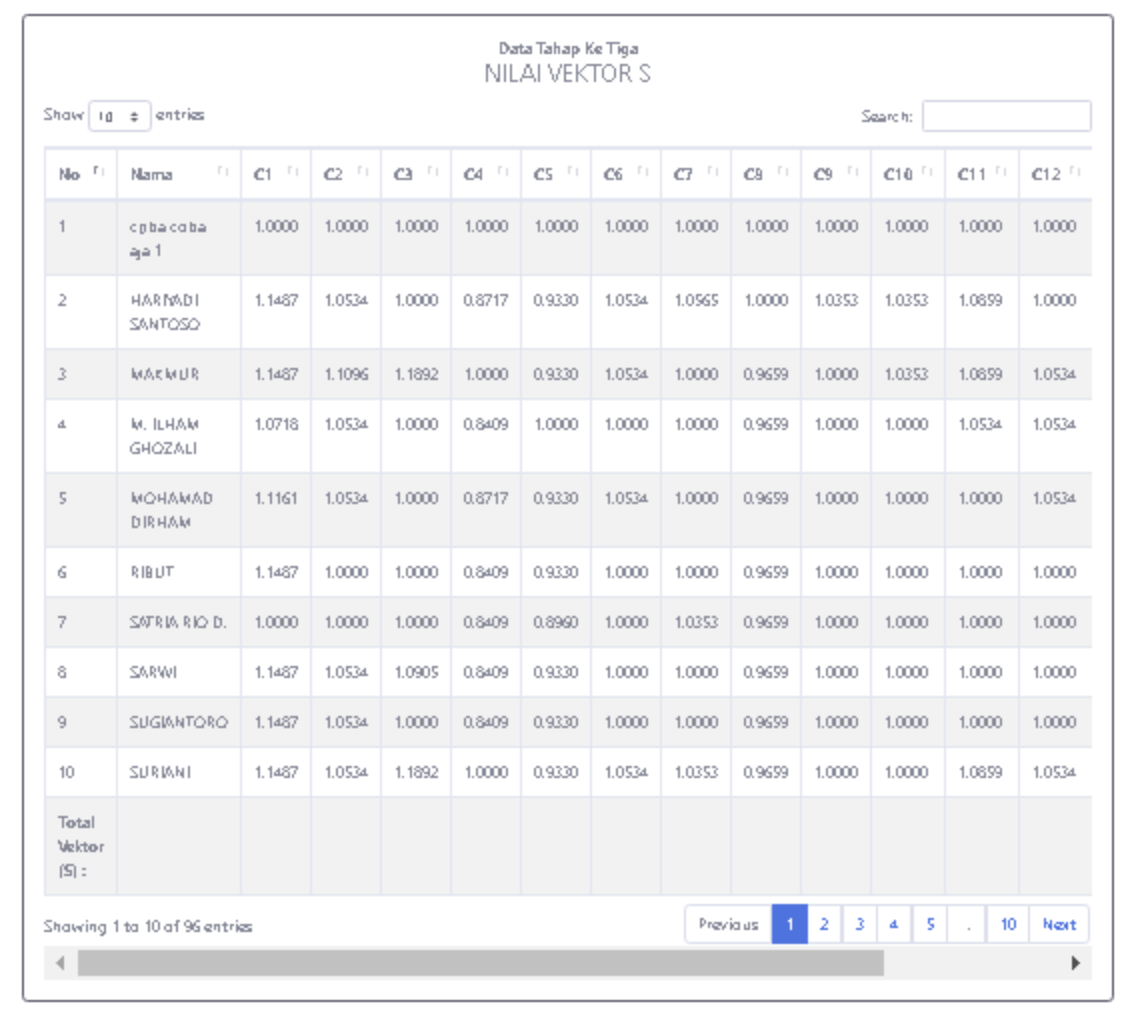 Data Tahap Ke Tiga
NILAI VEKTOR S
Show 10 entries Search:
No Nama C1 C2 C3 C4 C5 C6 C7 C8 C9 C10 C11 C12
1 cobacoba 1.0000 1.0000 1.0000 1.0000 1.0000 1.0000 1.0000 1.0000 1.0000 1.0000 1.0000 1.0000
aja 1
2 HARIYADI 1.1487 1.0534 1.0000 0.8717 0.9330 1.0534 1.0565 1.0000 1.0353 1.0353 1.0859 1.0000
SANTOSO
3 MAKMUR 1.1487 1.1096 1.1892 1.0000 0.9330 1.0534 1.0000 0.9659 1.0000 1.0353 1.0859 1.0534
4 M. ILHAM 1.0718 1.0534 1.0000 0.8409 1.0000 1.0000 1.0000 0.9659 1.0000 1.0000 1.0534 1.0534
GHOZALI
5 MOHAMAD 1.1161 1.0534 1.0000 0.8717 0.9330 1.0534 1.0000 0.9659 1.0000 1.0000 1.0000 1.0534
DIRHAM
6 RIBUT 1.1487 1.0000 1.0000 0.8409 0.9330 1.0000 1.0000 0.9659 1.0000 1.0000 1.0000 1.0000
7 SATRIA RIO D. 1.0000 1.0000 1.0000 0.8409 0.8960 1.0000 1.0353 0.9659 1.0000 1.0000 1.0000 1.0000
8 SARWI 1.1487 1.0534 1.0905 0.8409 0.9330 1.0000 1.0000 0.9659 1.0000 1.0000 1.0000 1.0000
9 SUGIANTORO 1.1487 1.0534 1.0000 0.8409 0.9330 1.0000 1.0000 0.9659 1.0000 1.0000 1.0000 1.0000
10 SURIANI 1.1487 1.0534 1.1892 1.0000 0.9330 1.0534 1.0353 0.9659 1.0000 1.0000 1.0859 1.0534
Total
Vektor
(S) :
Showing 1 to 10 of 96 entries Previous 1 2 3 4 5 . 10 Next